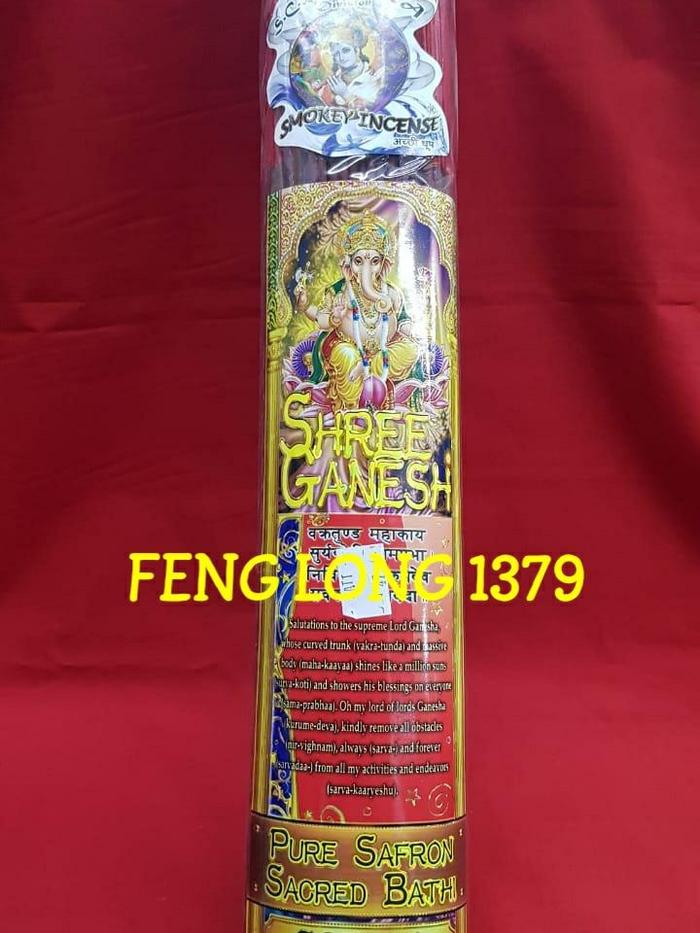 Division
SMOKEY INCENSE
अच्छी धूप
SHREE
GANESH
वक्रतुण्ड महाकाय
FENG LONG 1379
Salutations to the supreme Lord Ganesha,
whose curved trunk (vakra-tunda) and massive
body (maha-kaayaa) shines like a million suns
(surya-koti) and showers his blessings on everyone
(sama-prabhaa). Oh my lord of lords Ganesha
(kurume-deva), kindly remove all obstacles
(nir-vighnam), always (sarva-) and forever
(sarvadaa-) from all my activities and endeavors
(sarva-kaaryeshu).
PURE SAFRON
SACRED BATHI